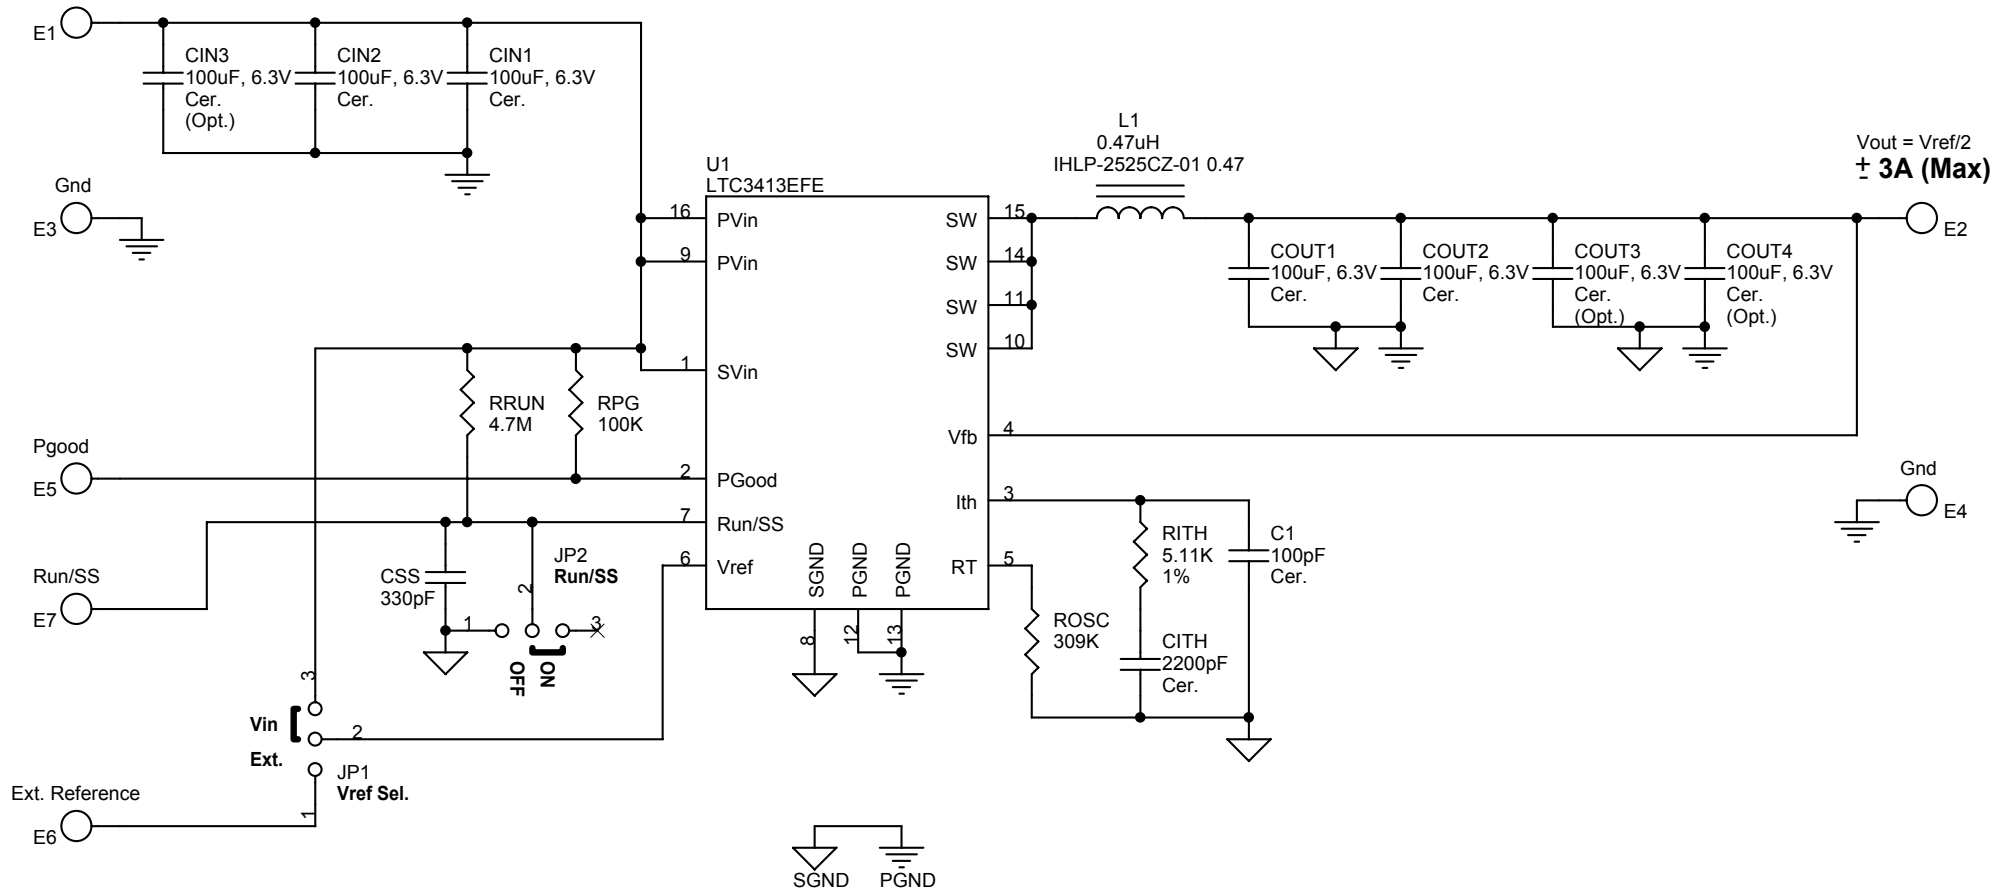 E1
CIN3
100uF, 6.3V
Cer.
(Opt.)
CIN2
100uF, 6.3V
Cer.
CIN1
100uF, 6.3V
Cer.
Gnd
E3
U1
LTC3413EFE
L1
0.47uH
IHLP-2525CZ-01 0.47
Vout = Vref/2
± 3A (Max)
E2
16
PVin
9
PVin
1
SVin
2
PGood
7
Run/SS
6
Vref
SW
15
SW
14
SW
11
SW
10
Vfb
4
Ith
3
RT
5
SGND
PGND
PGND
8
12
13
COUT1
100uF, 6.3V
Cer.
COUT2
100uF, 6.3V
Cer.
COUT3
100uF, 6.3V
Cer.
(Opt.)
COUT4
100uF, 6.3V
Cer.
(Opt.)
RRUN
4.7M
RPG
100K
Pgood
E5
Gnd
E4
Run/SS
E7
CSS
330pF
JP2
Run/SS
2
1
3
OFF
ON
RITH
5.11K
1%
C1
100pF
Cer.
ROSC
309K
CITH
2200pF
Cer.
3
Vin
2
Ext.
JP1
Vref Sel.
1
Ext. Reference
E6
SGND
PGND